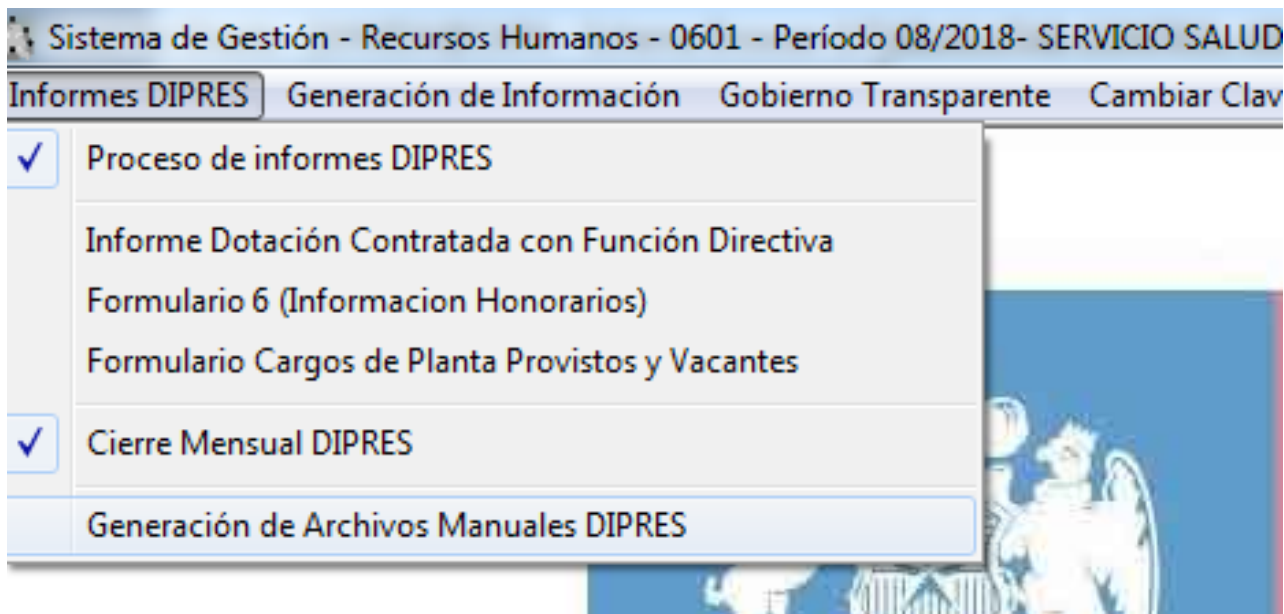 Sistema de Gestión - Recursos Humanos - 0601 - Período 08/2018- SERVICIO SALUD
Informes DIPRES Generación de Información Gobierno Transparente Cambiar Clav
Proceso de informes DIPRES
Informe Dotación Contratada con Función Directiva
Formulario 6 (Informacion Honorarios)
Formulario Cargos de Planta Provistos y Vacantes
Cierre Mensual DIPRES
Generación de Archivos Manuales DIPRES